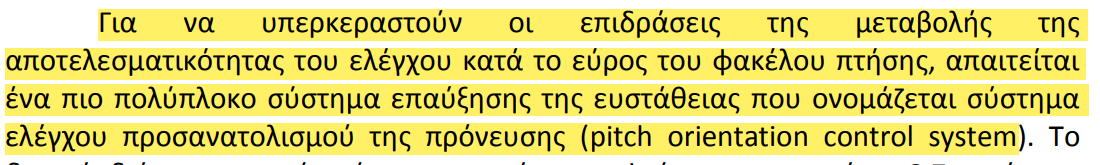 Για να υπερκεραστούν οι επιδράσεις της μεταβολής της
αποτελεσματικότητας του ελέγχου κατά το εύρος του φακέλου πτήσης, απαιτείται
ένα πιο πολύπλοκο σύστημα επαύξησης της ευστάθειας που ονομάζεται σύστημα
ελέγχου προσανατολισμού της πρόνευσης (pitch orientation control system). Το